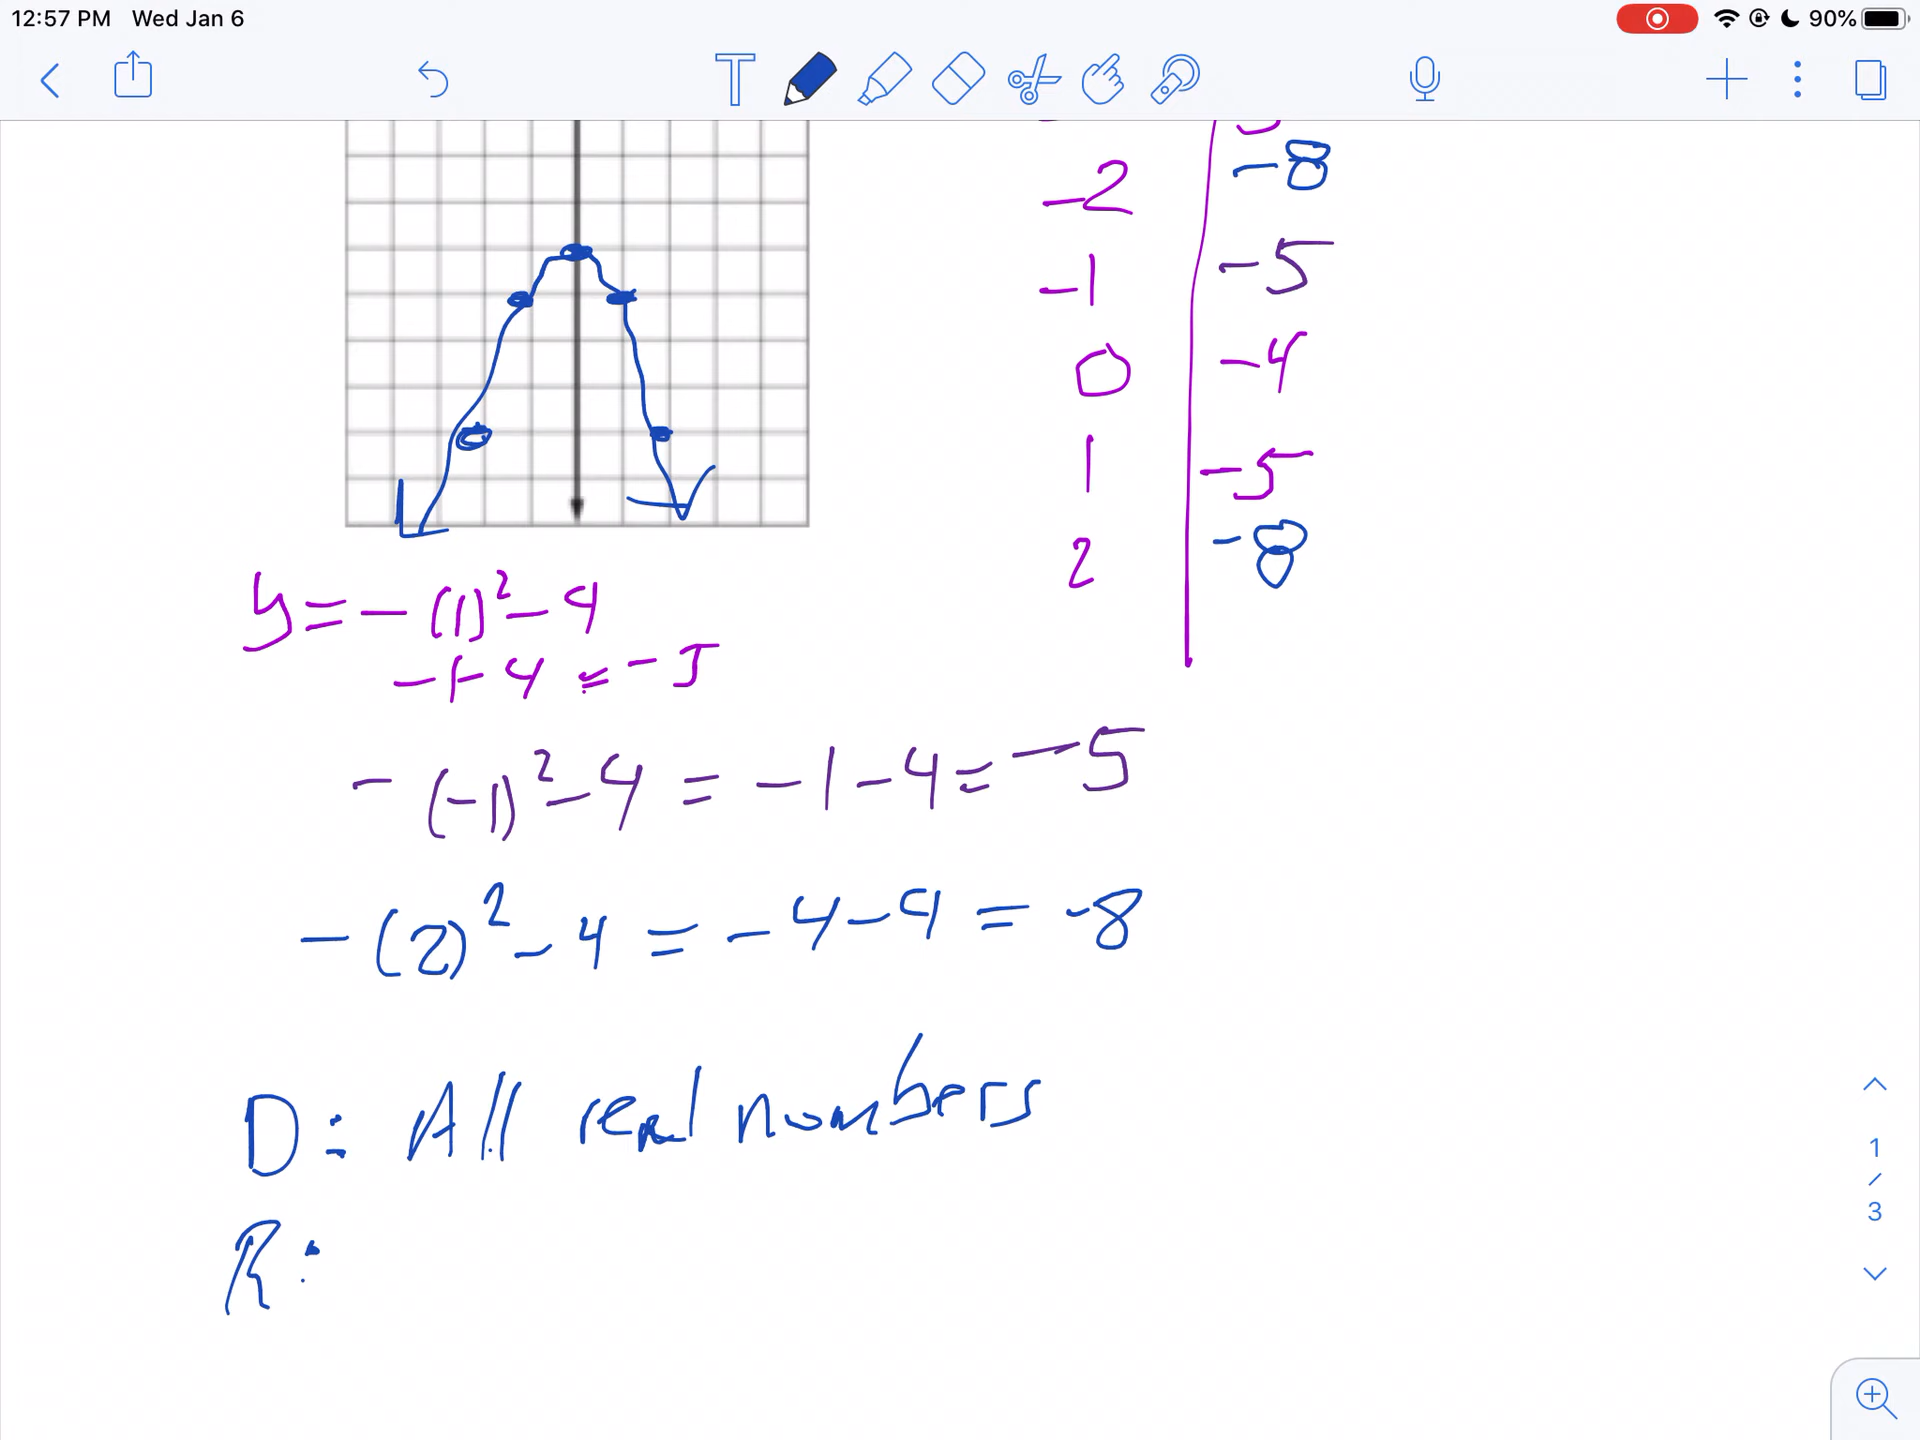 12:57 PM Wed Jan 6 90%
T
-2 | -8
-1 | -5
0 | -4
1 | -5
2 | -8
y = -(1)² - 4
-1 - 4 = -5
-(-1)² - 4 = -1 - 4 = -5
-(2)² - 4 = -4 - 4 = -8
D: All real numbers
R:
1
/
3